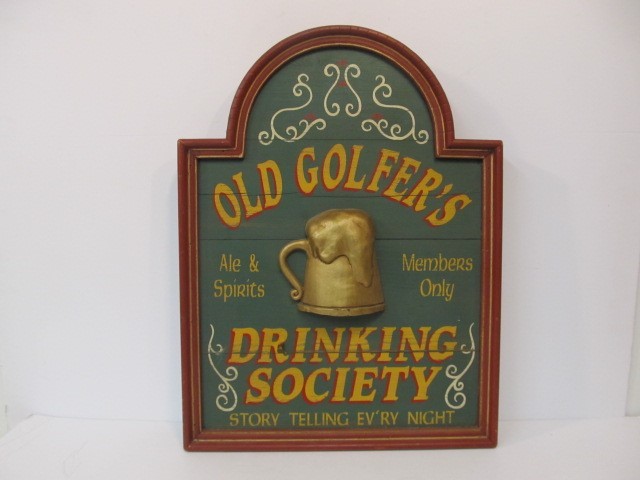 OLD GOLFER'S
Ale &
Spirits
Members
Only
DRINKING
SOCIETY
STORY TELLING EV'RY NIGHT